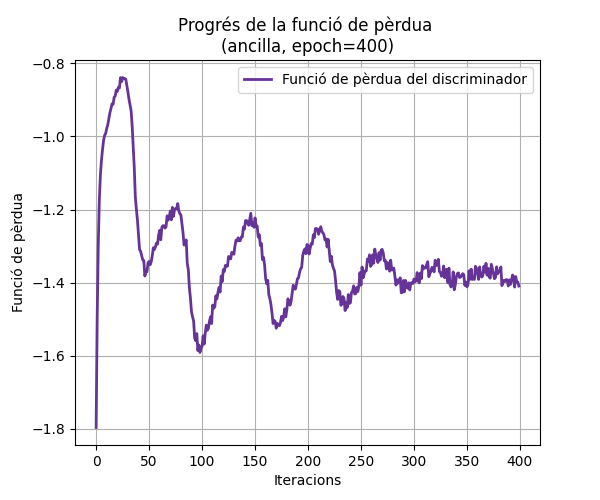 Progrés de la funció de pèrdua
(ancilla, epoch=400)
Funció de pèrdua del discriminador
Funció de pèrdua
−0.8
−1.0
−1.2
−1.4
−1.6
−1.8
0 50 100 150 200 250 300 350 400
Iteracions